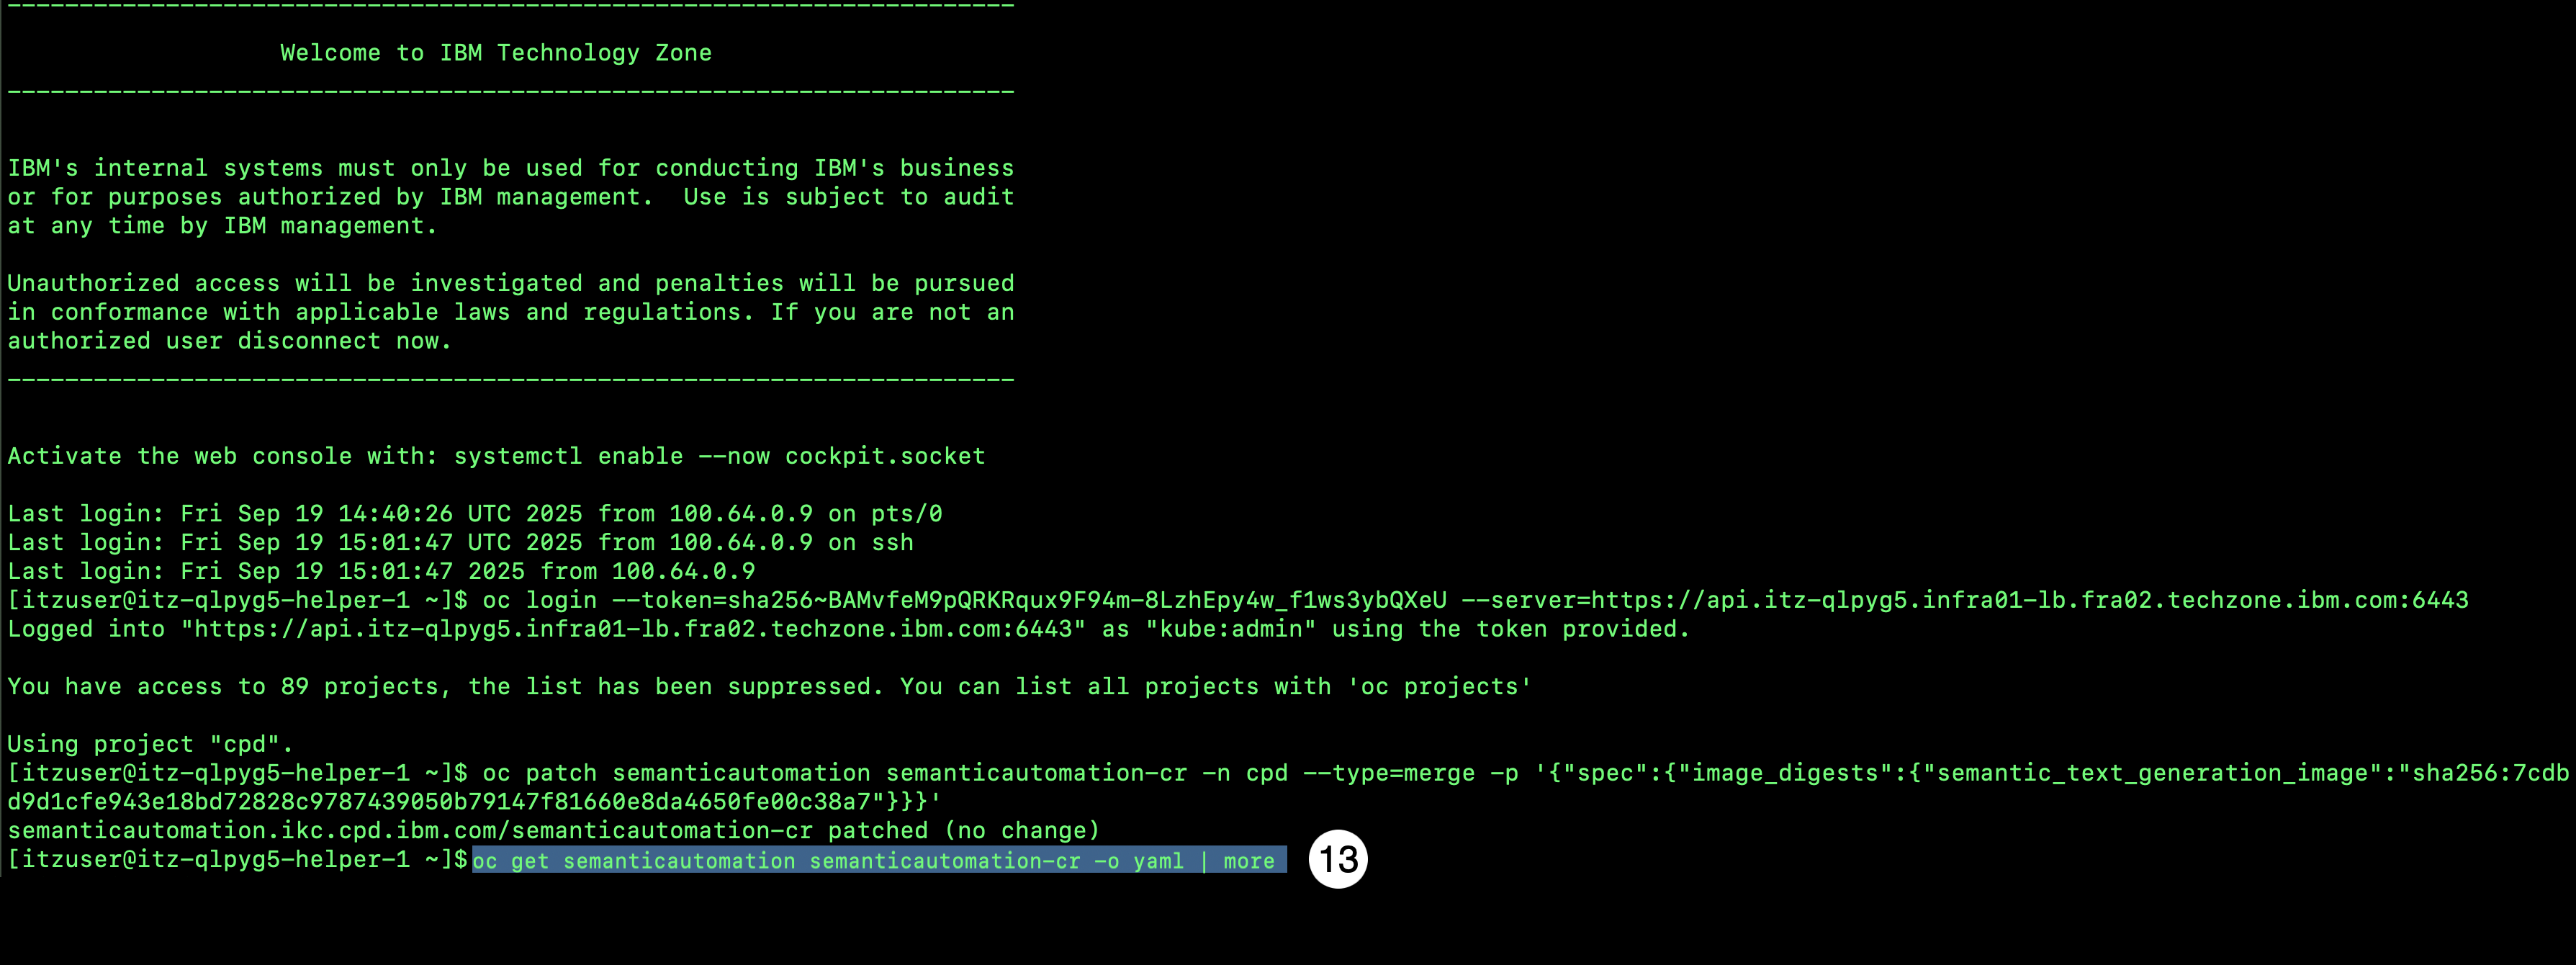 ----------------------------------------------------------------------
Welcome to IBM Technology Zone
----------------------------------------------------------------------
IBM's internal systems must only be used for conducting IBM's business
or for purposes authorized by IBM management.  Use is subject to audit
at any time by IBM management.
Unauthorized access will be investigated and penalties will be pursued
in conformance with applicable laws and regulations. If you are not an
authorized user disconnect now.
----------------------------------------------------------------------
Activate the web console with: systemctl enable --now cockpit.socket
Last login: Fri Sep 19 14:40:26 UTC 2025 from 100.64.0.9 on pts/0
Last login: Fri Sep 19 15:01:47 UTC 2025 from 100.64.0.9 on ssh
Last login: Fri Sep 19 15:01:47 2025 from 100.64.0.9
[itzuser@itz-qlpyg5-helper-1 ~]$ oc login --token=sha256~BAMvfeM9pQRKRqux9F94m-8LzhEpy4w_f1ws3ybQXeU --server=https://api.itz-qlpyg5.infra01-lb.fra02.techzone.ibm.com:6443
Logged into "https://api.itz-qlpyg5.infra01-lb.fra02.techzone.ibm.com:6443" as "kube:admin" using the token provided.
You have access to 89 projects, the list has been suppressed. You can list all projects with 'oc projects'
Using project "cpd".
[itzuser@itz-qlpyg5-helper-1 ~]$ oc patch semanticautomation semanticautomation-cr -n cpd --type=merge -p '{"spec":{"image_digests":{"semantic_text_generation_image":"sha256:7cdb
d9d1cfe943e18bd72828c9787439050b79147f81660e8da4650fe00c38a7"}}}'
semanticautomation.ikc.cpd.ibm.com/semanticautomation-cr patched (no change)
[itzuser@itz-qlpyg5-helper-1 ~]$ oc get semanticautomation semanticautomation-cr -o yaml | more 13